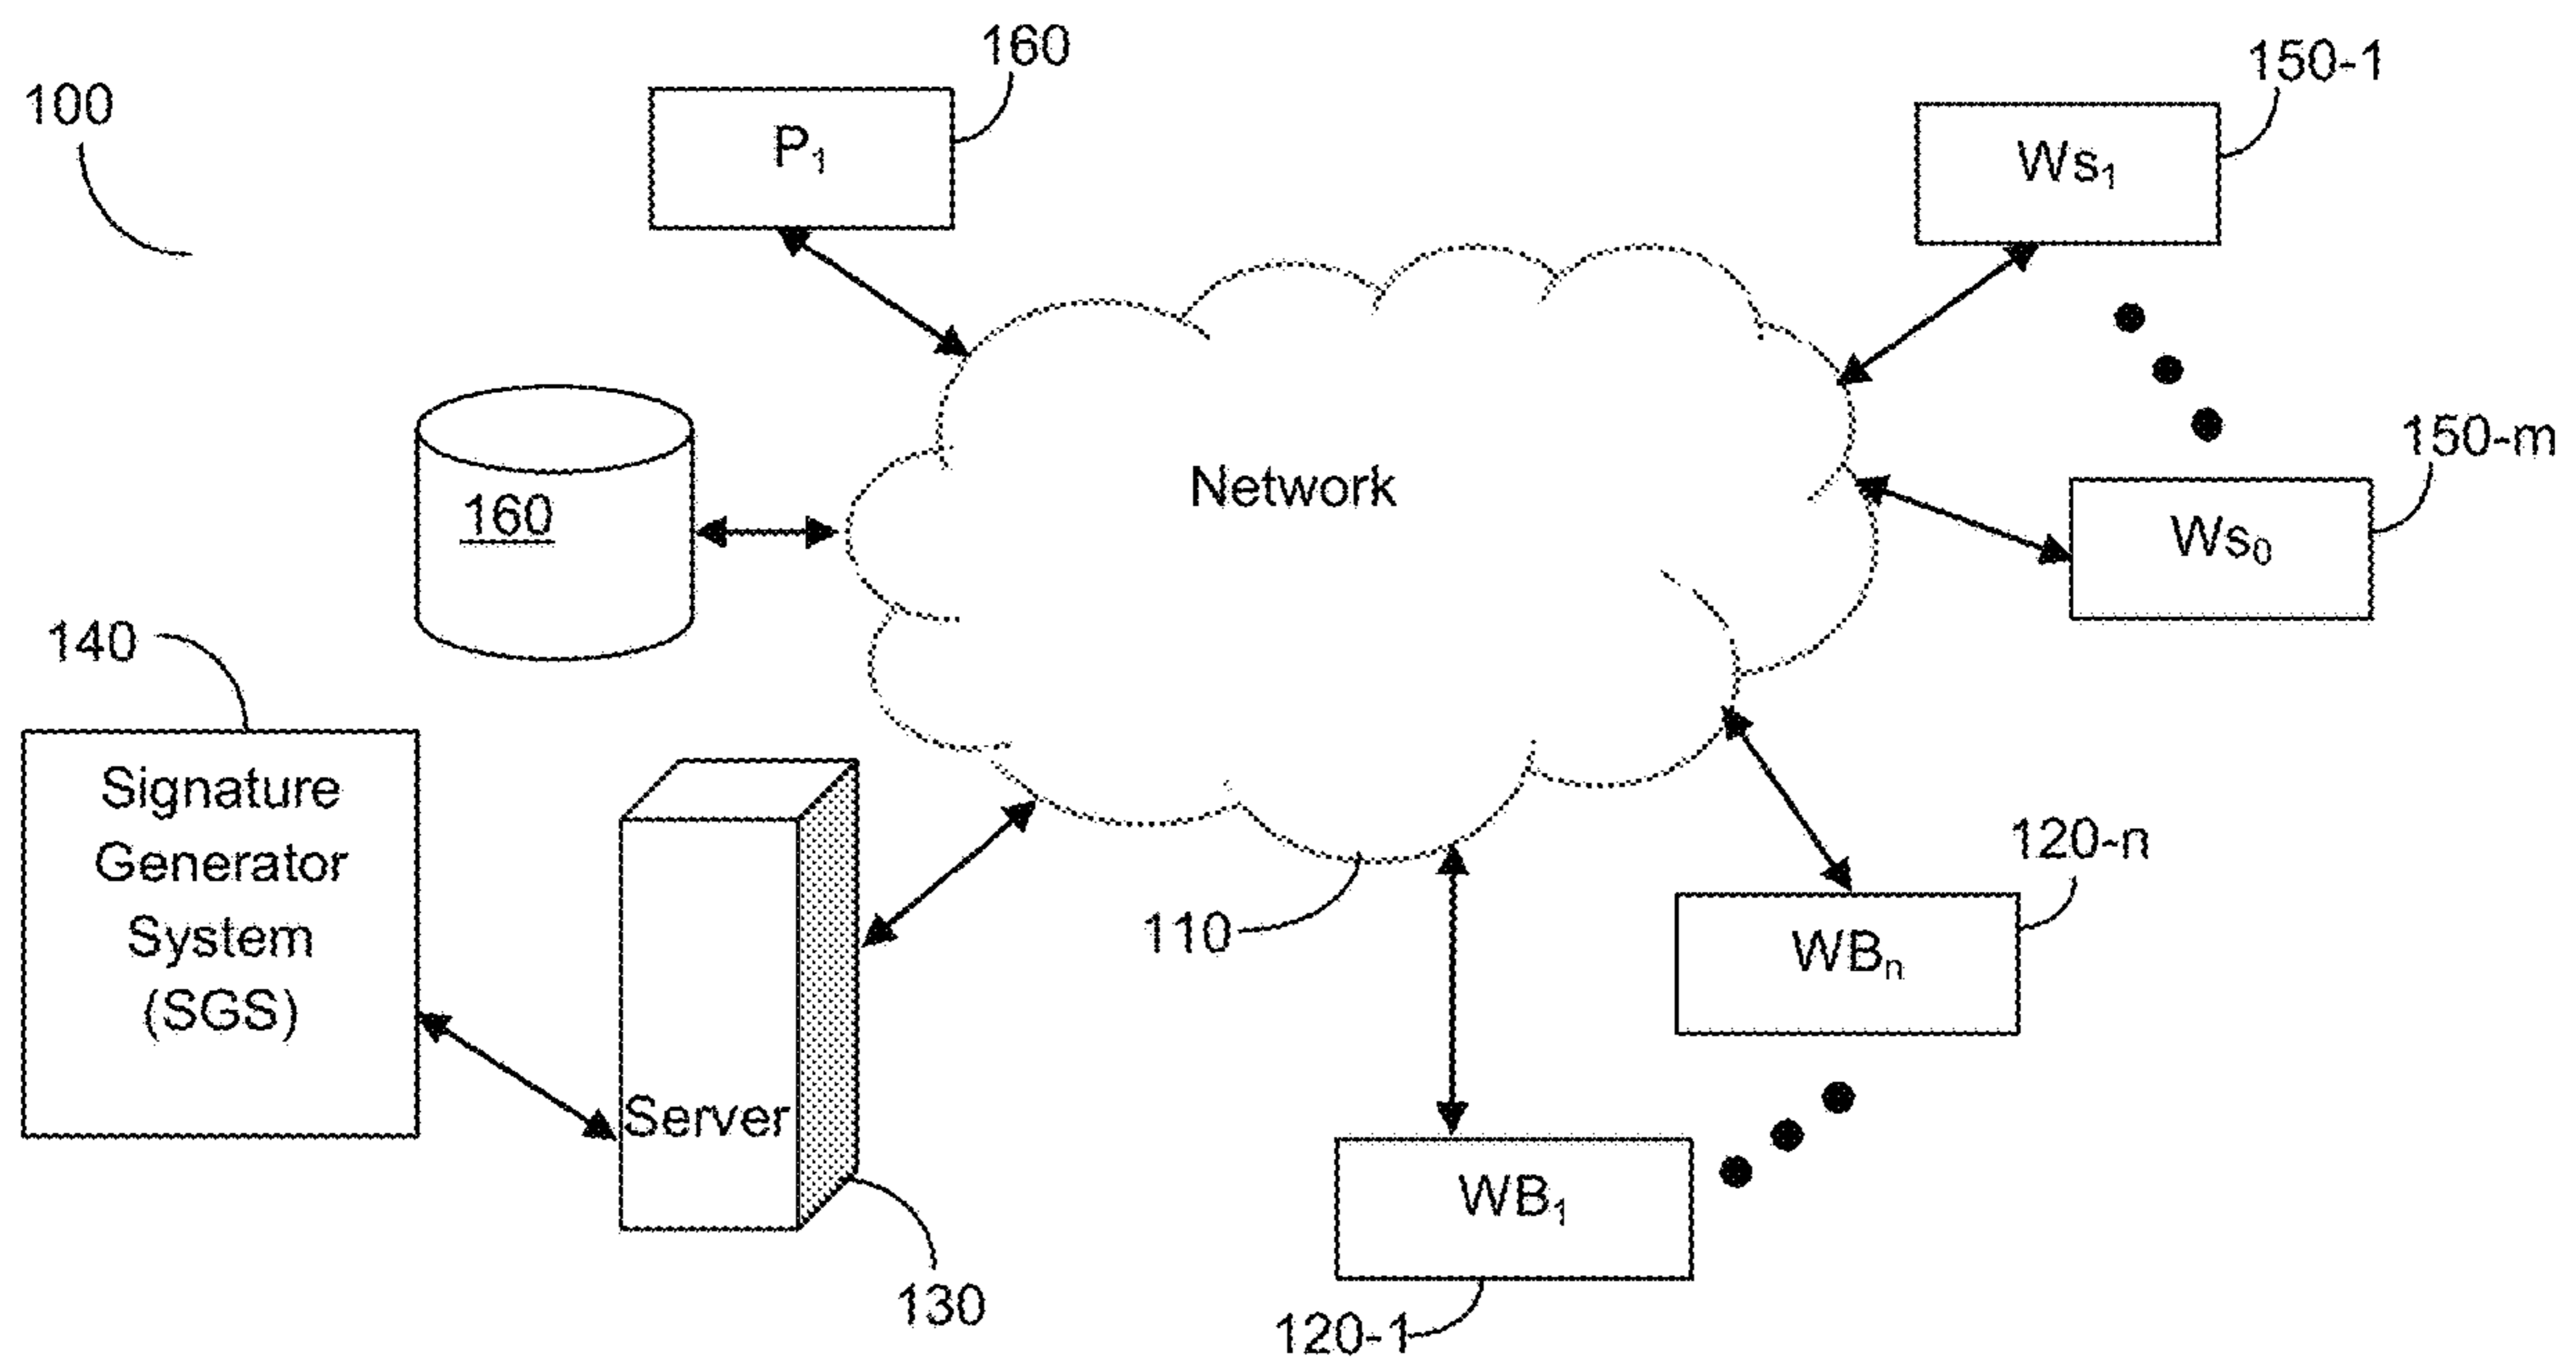 100
160
P₁
150-1
Ws₁
160
Network
150-m
Ws₀
140
Signature
Generator
System
(SGS)
Server
130
110
120-n
WBₙ
WB₁
120-1